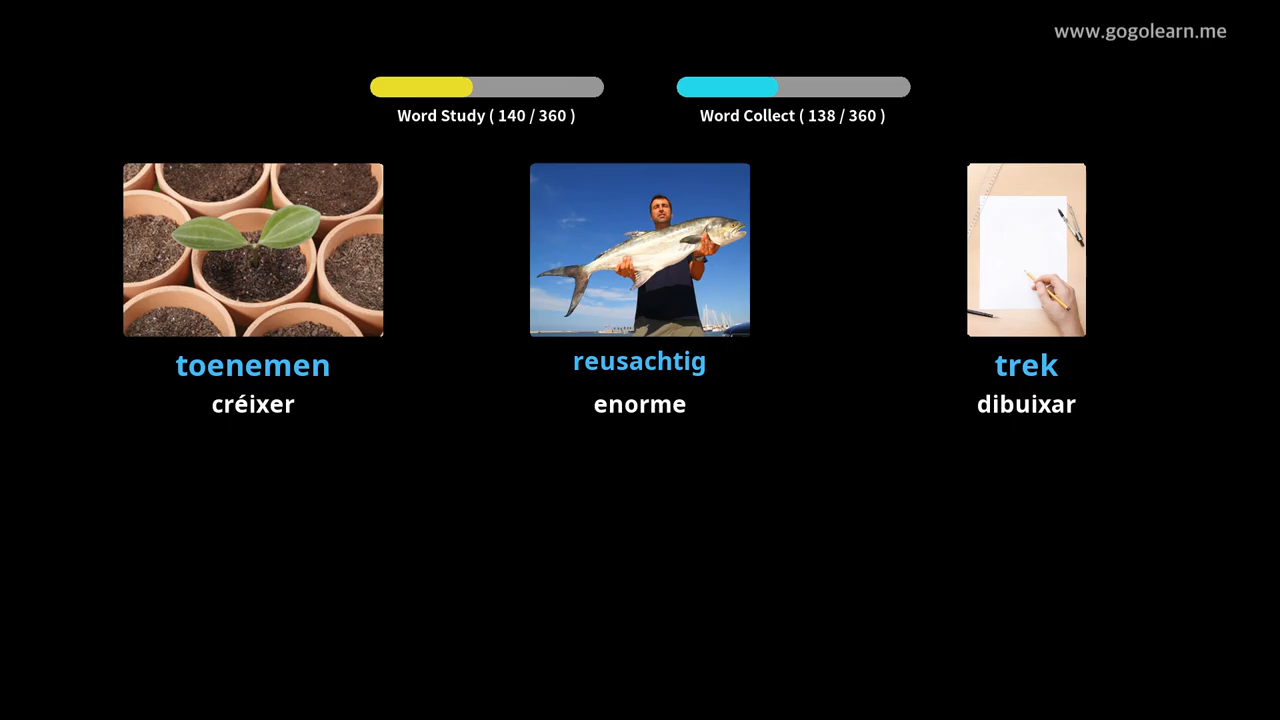 www.gogolearn.me
Word Study ( 140 / 360 )
Word Collect ( 138 / 360 )
toenemen
créixer
reusachtig
enorme
trek
dibuixar